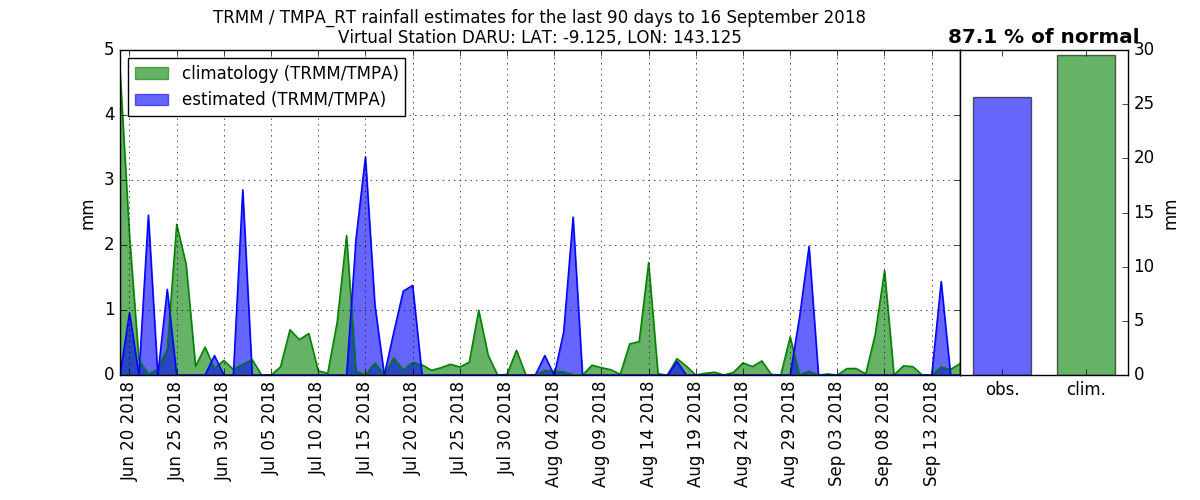 TRMM / TMPA_RT rainfall estimates for the last 90 days to 16 September 2018
Virtual Station DARU: LAT: -9.125, LON: 143.125
87.1 % of normal
climatology (TRMM/TMPA)
estimated (TRMM/TMPA)
mm
5
4
3
2
1
0
Jun 20 2018
Jun 25 2018
Jun 30 2018
Jul 05 2018
Jul 10 2018
Jul 15 2018
Jul 20 2018
Jul 25 2018
Jul 30 2018
Aug 04 2018
Aug 09 2018
Aug 14 2018
Aug 19 2018
Aug 24 2018
Aug 29 2018
Sep 03 2018
Sep 08 2018
Sep 13 2018
obs.
clim.
30
25
20
15
10
5
0
mm